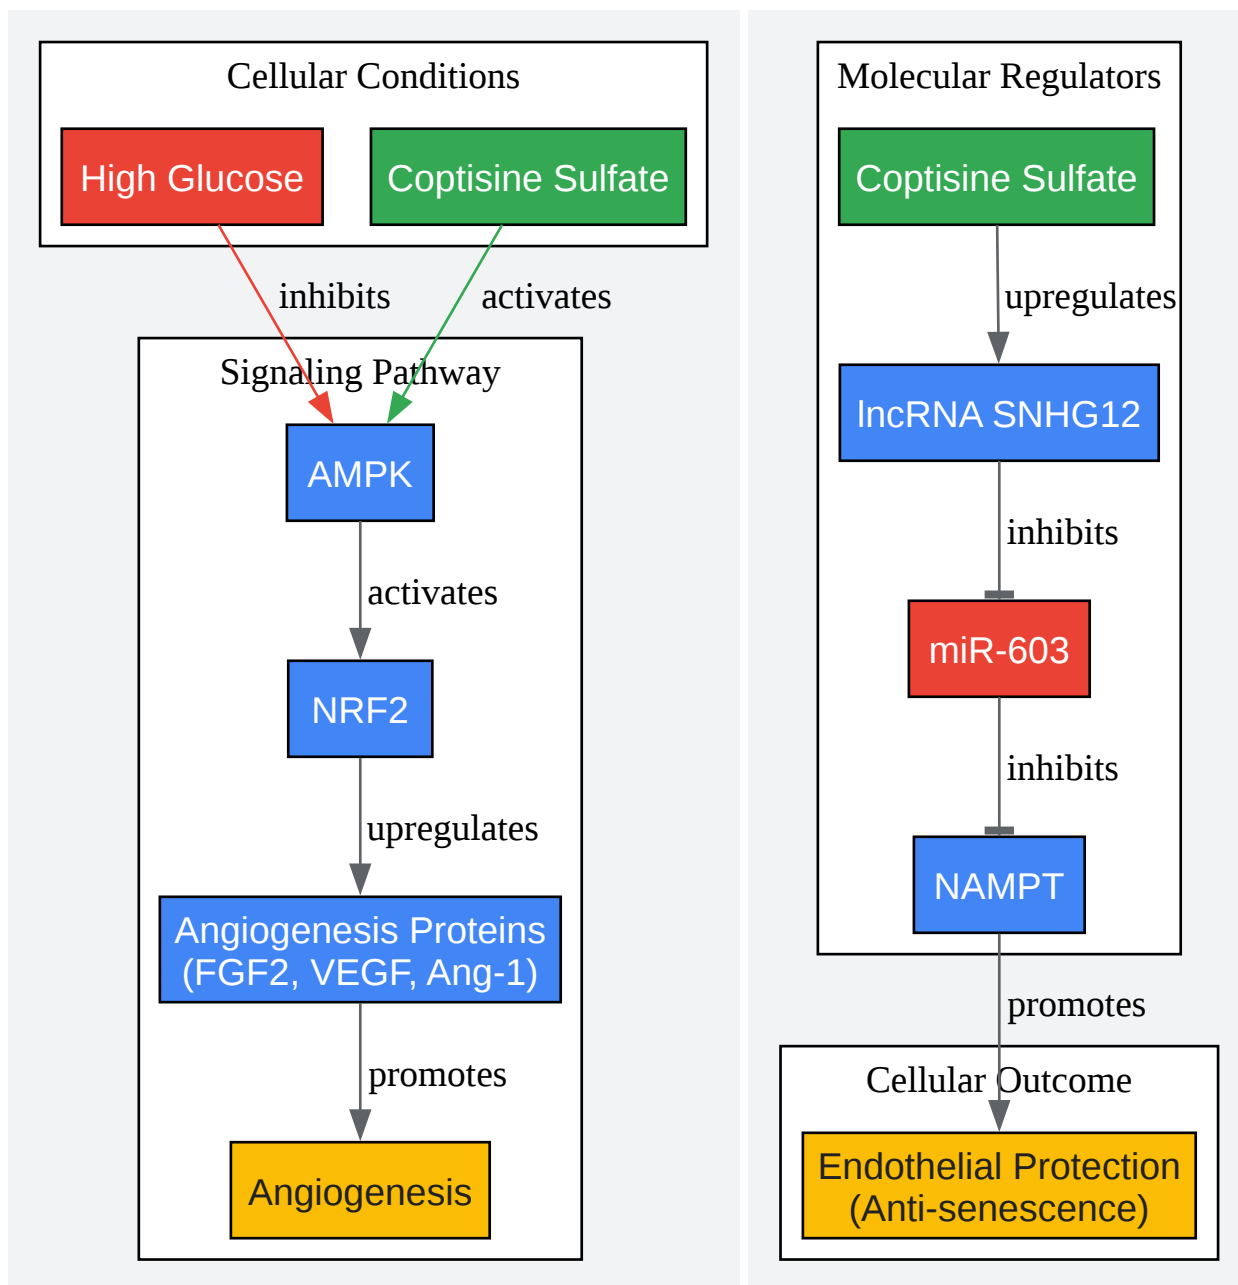 Cellular Conditions
High Glucose
Coptisine Sulfate
inhibits
activates
Signaling Pathway
AMPK
activates
NRF2
upregulates
Angiogenesis Proteins
(FGF2, VEGF, Ang-1)
promotes
Angiogenesis
Molecular Regulators
Coptisine Sulfate
upregulates
lncRNA SNHG12
inhibits
miR-603
inhibits
NAMPT
promotes
Cellular Outcome
Endothelial Protection
(Anti-senescence)